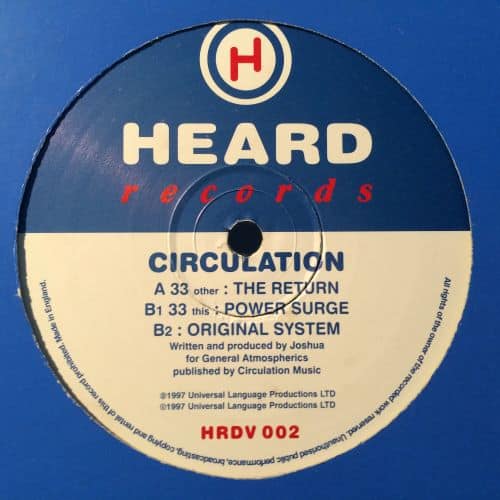 H
HEARD
records
CIRCULATION
A 33 other : THE RETURN
B1 33 this : POWER SURGE
B2 : ORIGINAL SYSTEM
Written and produced by Joshua
for General Atmospherics
published by Circulation Music
℗1997 Universal Language Productions LTD
©1997 Universal Language Productions LTD
HRDV 002
All rights of the owner of the recorded work reserved. Unauthorised public performance, broadcasting, copying and rental of this record prohibited. Made in England.